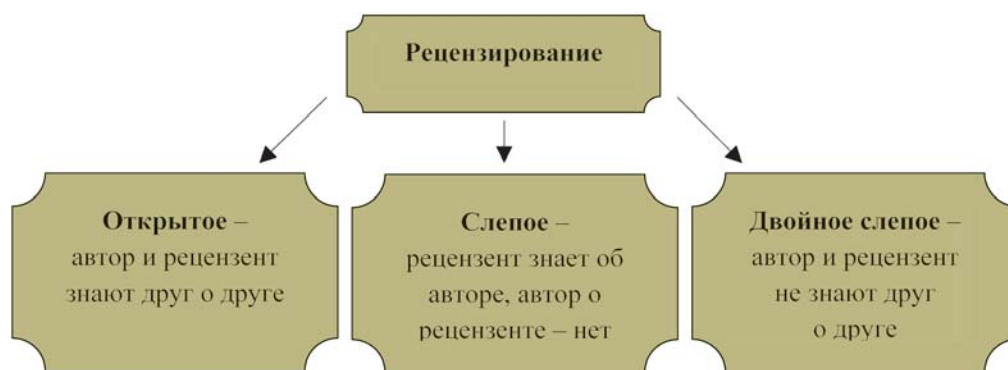 Рецензирование
Открытое –
автор и рецензент
знают друг о друге
Слепое –
рецензент знает об
авторе, автор о
рецензенте – нет
Двойное слепое –
автор и рецензент
не знают друг
о друге